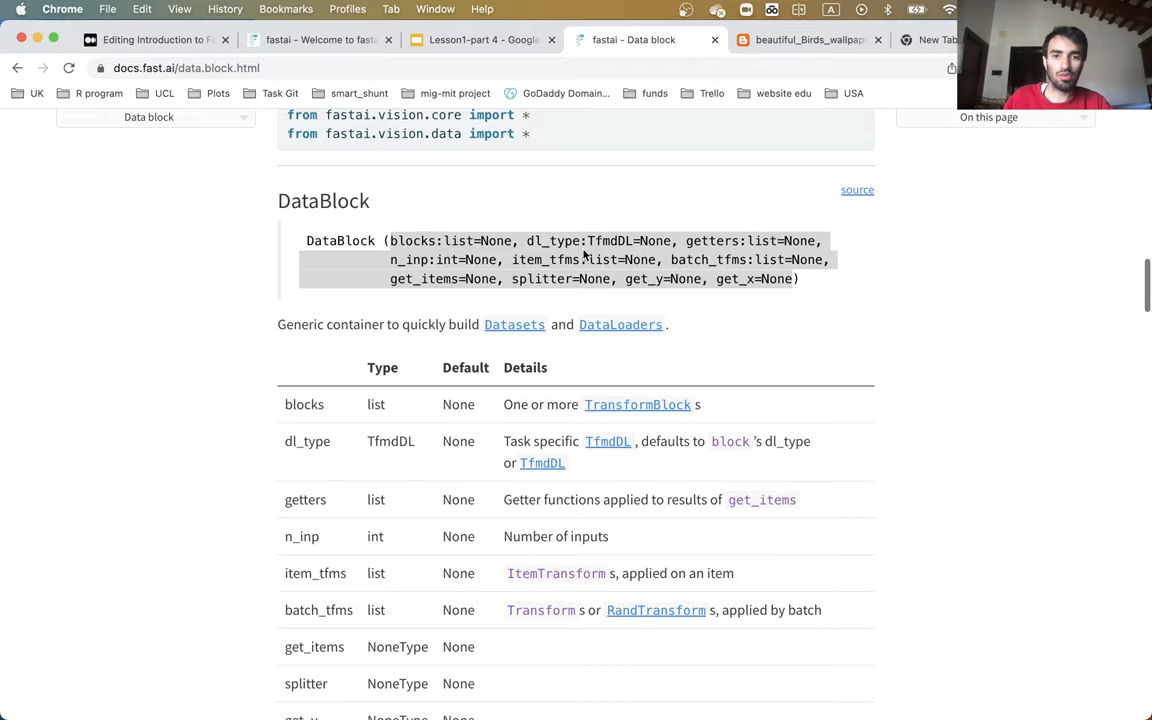 Chrome File Edit View History Bookmarks Profiles Tab Window Help
Editing Introduction to F
fastai - Welcome to fasta
Lesson1-part 4 - Google
fastai - Data block
beautiful_Birds_wallpape
New Tab
docs.fast.ai/data.block.html
UK R program UCL Plots Task Git smart_shunt mig-mit project GoDaddy Domain... funds Trello website edu USA
Data block
On this page
from fastai.vision.core import *
from fastai.vision.data import *
DataBlock
source
DataBlock (blocks:list=None, dl_type:TfmdDL=None, getters:list=None,
n_inp:int=None, item_tfms:list=None, batch_tfms:list=None,
get_items=None, splitter=None, get_y=None, get_x=None)
Generic container to quickly build Datasets and DataLoaders.
Type Default Details
blocks list None One or more TransformBlock s
dl_type TfmdDL None Task specific TfmdDL, defaults to block 's dl_type
or TfmdDL
getters list None Getter functions applied to results of get_items
n_inp int None Number of inputs
item_tfms list None ItemTransform s, applied on an item
batch_tfms list None Transform s or RandTransform s, applied by batch
get_items NoneType None
splitter NoneType None